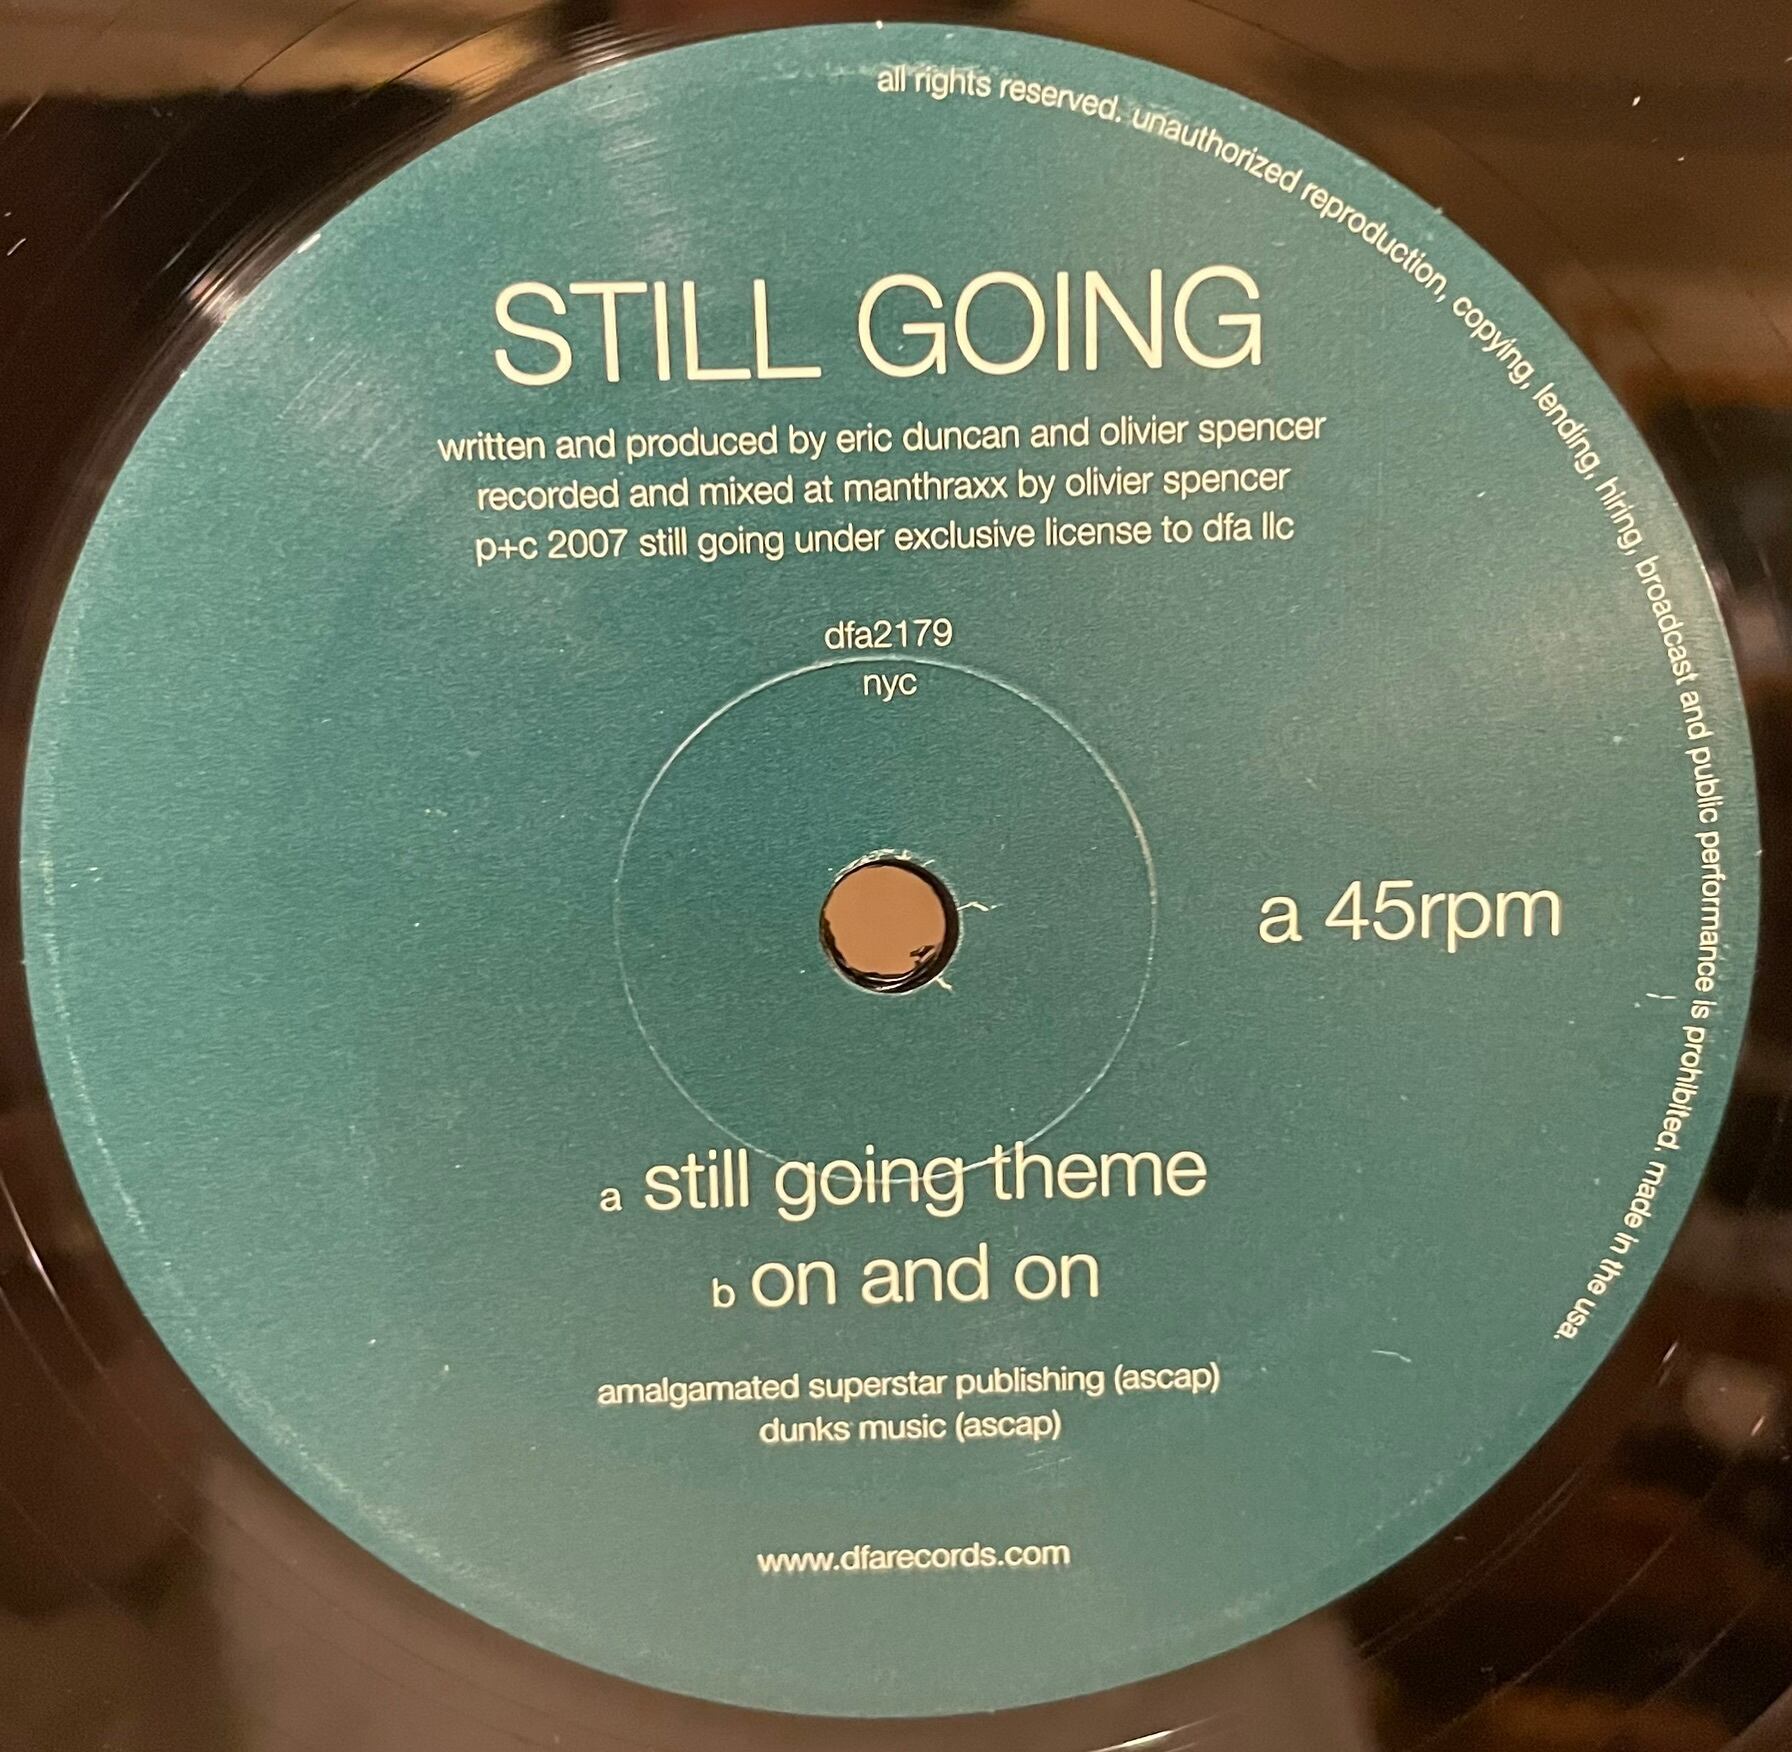 all rights reserved. unauthorized reproduction, copying, lending, hiring, broadcast and public performance is prohibited. made in the usa.
STILL GOING
written and produced by eric duncan and olivier spencer
recorded and mixed at manthraxx by olivier spencer
p+c 2007 still going under exclusive license to dfa llc
dfa2179
nyc
a 45rpm
a still going theme
b on and on
amalgamated superstar publishing (ascap)
dunks music (ascap)
www.dfarecords.com